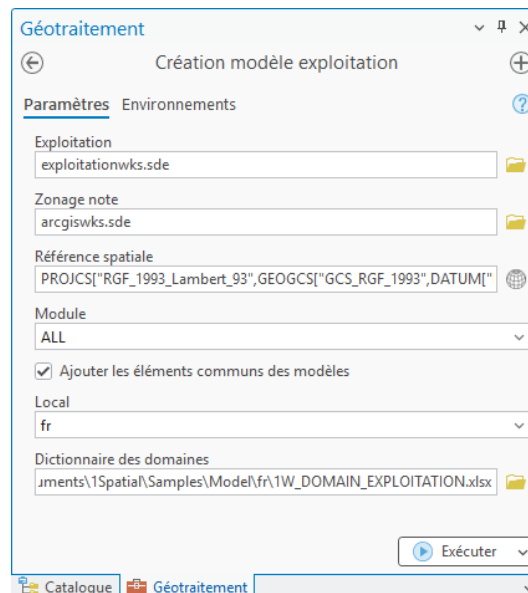 Géotraitement
Création modèle exploitation
Paramètres Environnements
Exploitation
exploitationwks.sde
Zonage note
arcgiswks.sde
Référence spatiale
PROJCS["RGF_1993_Lambert_93",GEOGCS["GCS_RGF_1993",DATUM["
Module
ALL
Ajouter les éléments communs des modèles
Local
fr
Dictionnaire des domaines
uments\1Spatial\Samples\Model\fr\1W_DOMAIN_EXPLOITATION.xlsx
Exécuter
Catalogue Géotraitement